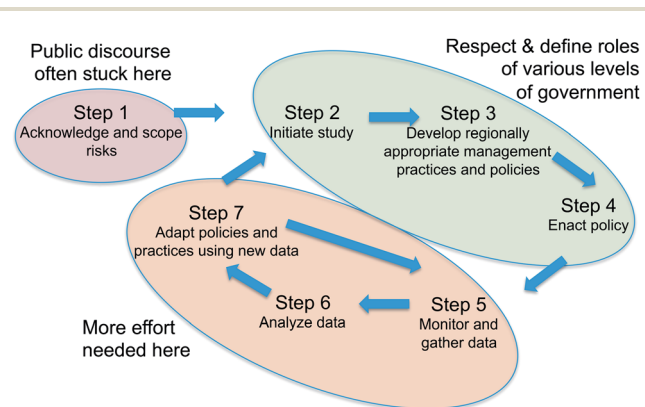 Public discourse
often stuck here
Respect & define roles
of various levels
of government
Step 1
Acknowledge and scope
risks
Step 2
Initiate study
Step 3
Develop regionally
appropriate management
practices and policies
Step 4
Enact policy
Step 7
Adapt policies and
practices using new data
Step 6
Analyze data
Step 5
Monitor and
gather data
More effort
needed here